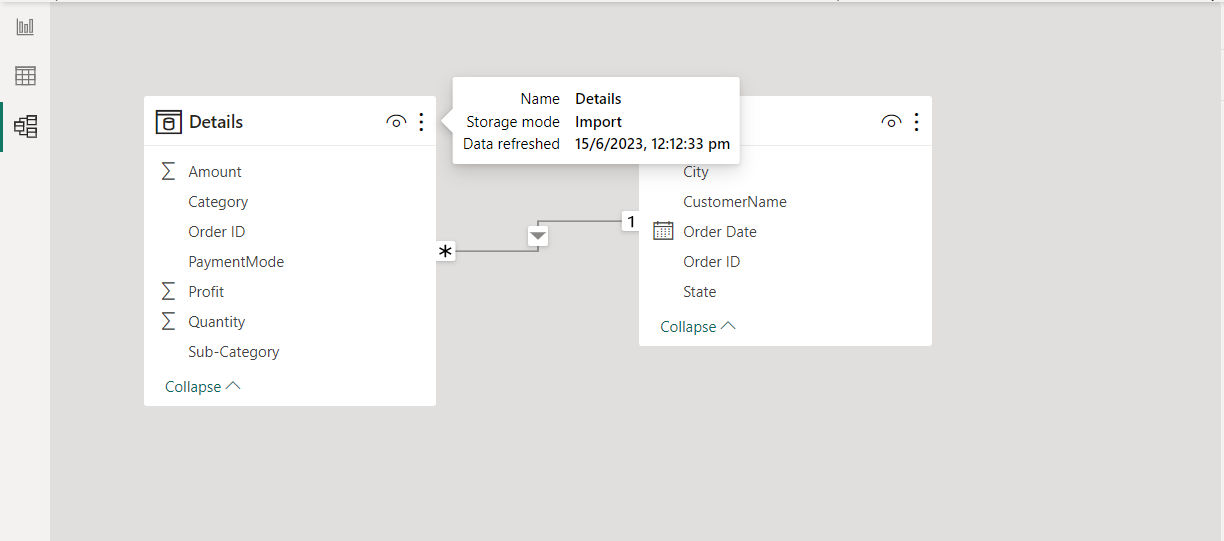 Details
Name Details
Storage mode Import
Data refreshed 15/6/2023, 12:12:33 pm
Σ Amount
Category
Order ID
PaymentMode
Σ Profit
Σ Quantity
Sub-Category
Collapse
*
1
City
CustomerName
Order Date
Order ID
State
Collapse